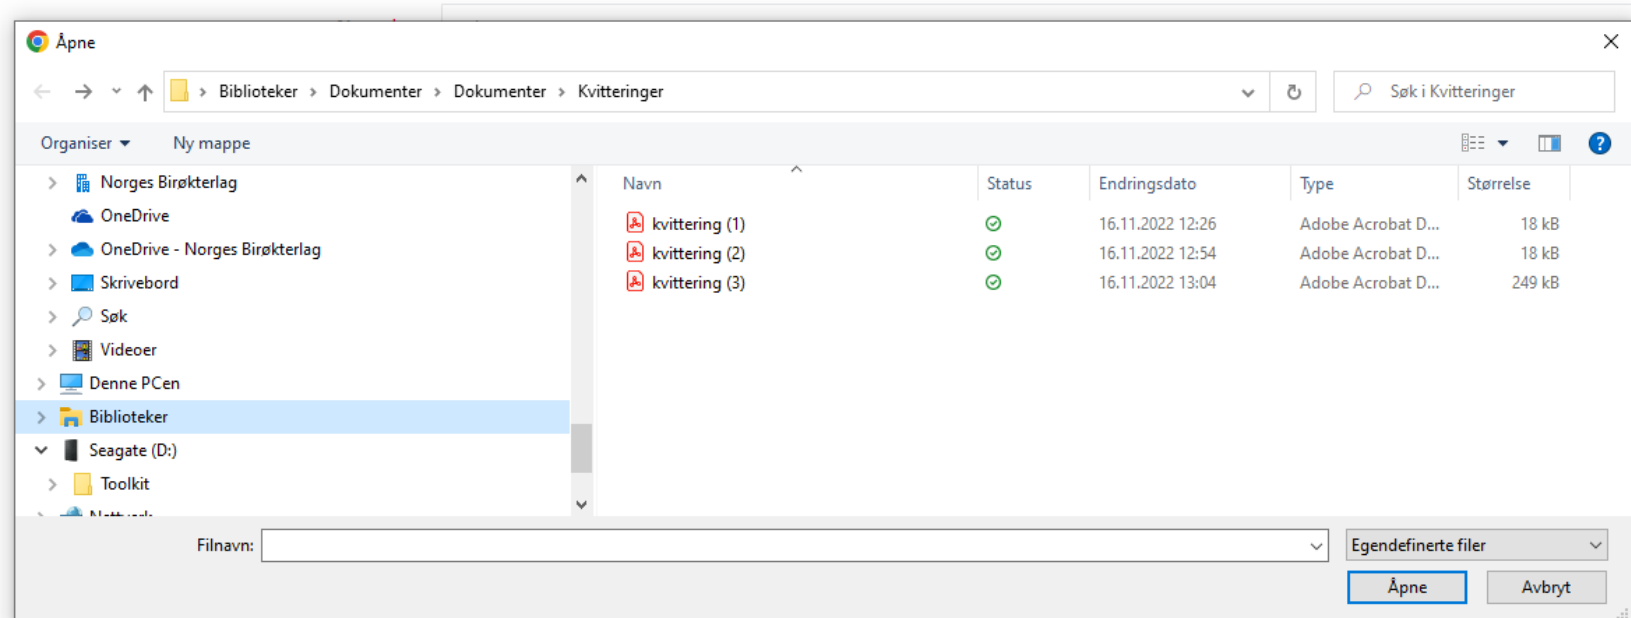 Åpne
Biblioteker > Dokumenter > Dokumenter > Kvitteringer
Søk i Kvitteringer
Organiser
Ny mappe
Norges Birøkterlag
OneDrive
OneDrive - Norges Birøkterlag
Skrivebord
Søk
Videoer
Denne PCen
Biblioteker
Seagate (D:)
Toolkit
Navn Status Endringsdato Type Størrelse
kvittering (1) 16.11.2022 12:26 Adobe Acrobat D... 18 kB
kvittering (2) 16.11.2022 12:54 Adobe Acrobat D... 18 kB
kvittering (3) 16.11.2022 13:04 Adobe Acrobat D... 249 kB
Filnavn:
Egendefinerte filer
Åpne
Avbryt